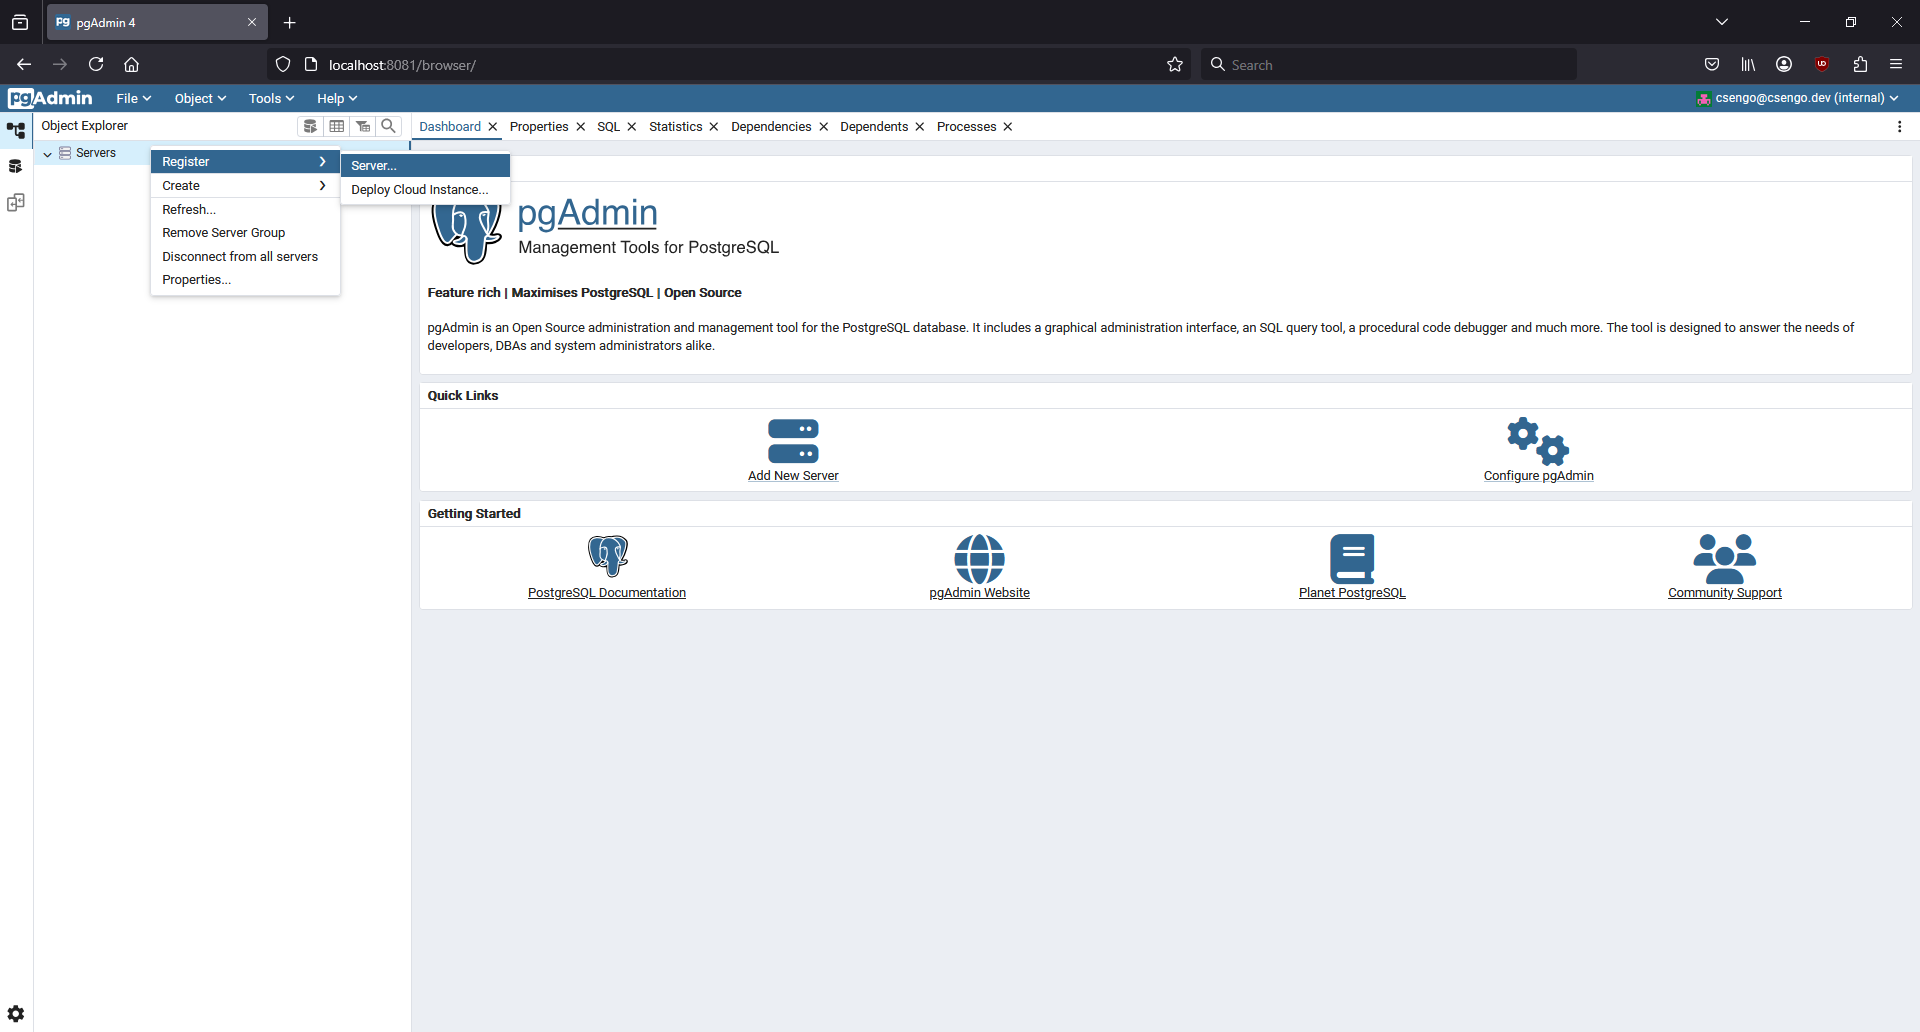 pgAdmin 4
localhost:8081/browser/
Search
pgAdmin
File
Object
Tools
Help
csengo@csengo.dev (internal)
Object Explorer
Dashboard
Properties
SQL
Statistics
Dependencies
Dependents
Processes
Servers
Register
Create
Refresh...
Remove Server Group
Disconnect from all servers
Properties...
Server...
Deploy Cloud Instance...
pgAdmin
Management Tools for PostgreSQL
Feature rich | Maximises PostgreSQL | Open Source
pgAdmin is an Open Source administration and management tool for the PostgreSQL database. It includes a graphical administration interface, an SQL query tool, a procedural code debugger and much more. The tool is designed to answer the needs of
developers, DBAs and system administrators alike.
Quick Links
Add New Server
Configure pgAdmin
Getting Started
PostgreSQL Documentation
pgAdmin Website
Planet PostgreSQL
Community Support